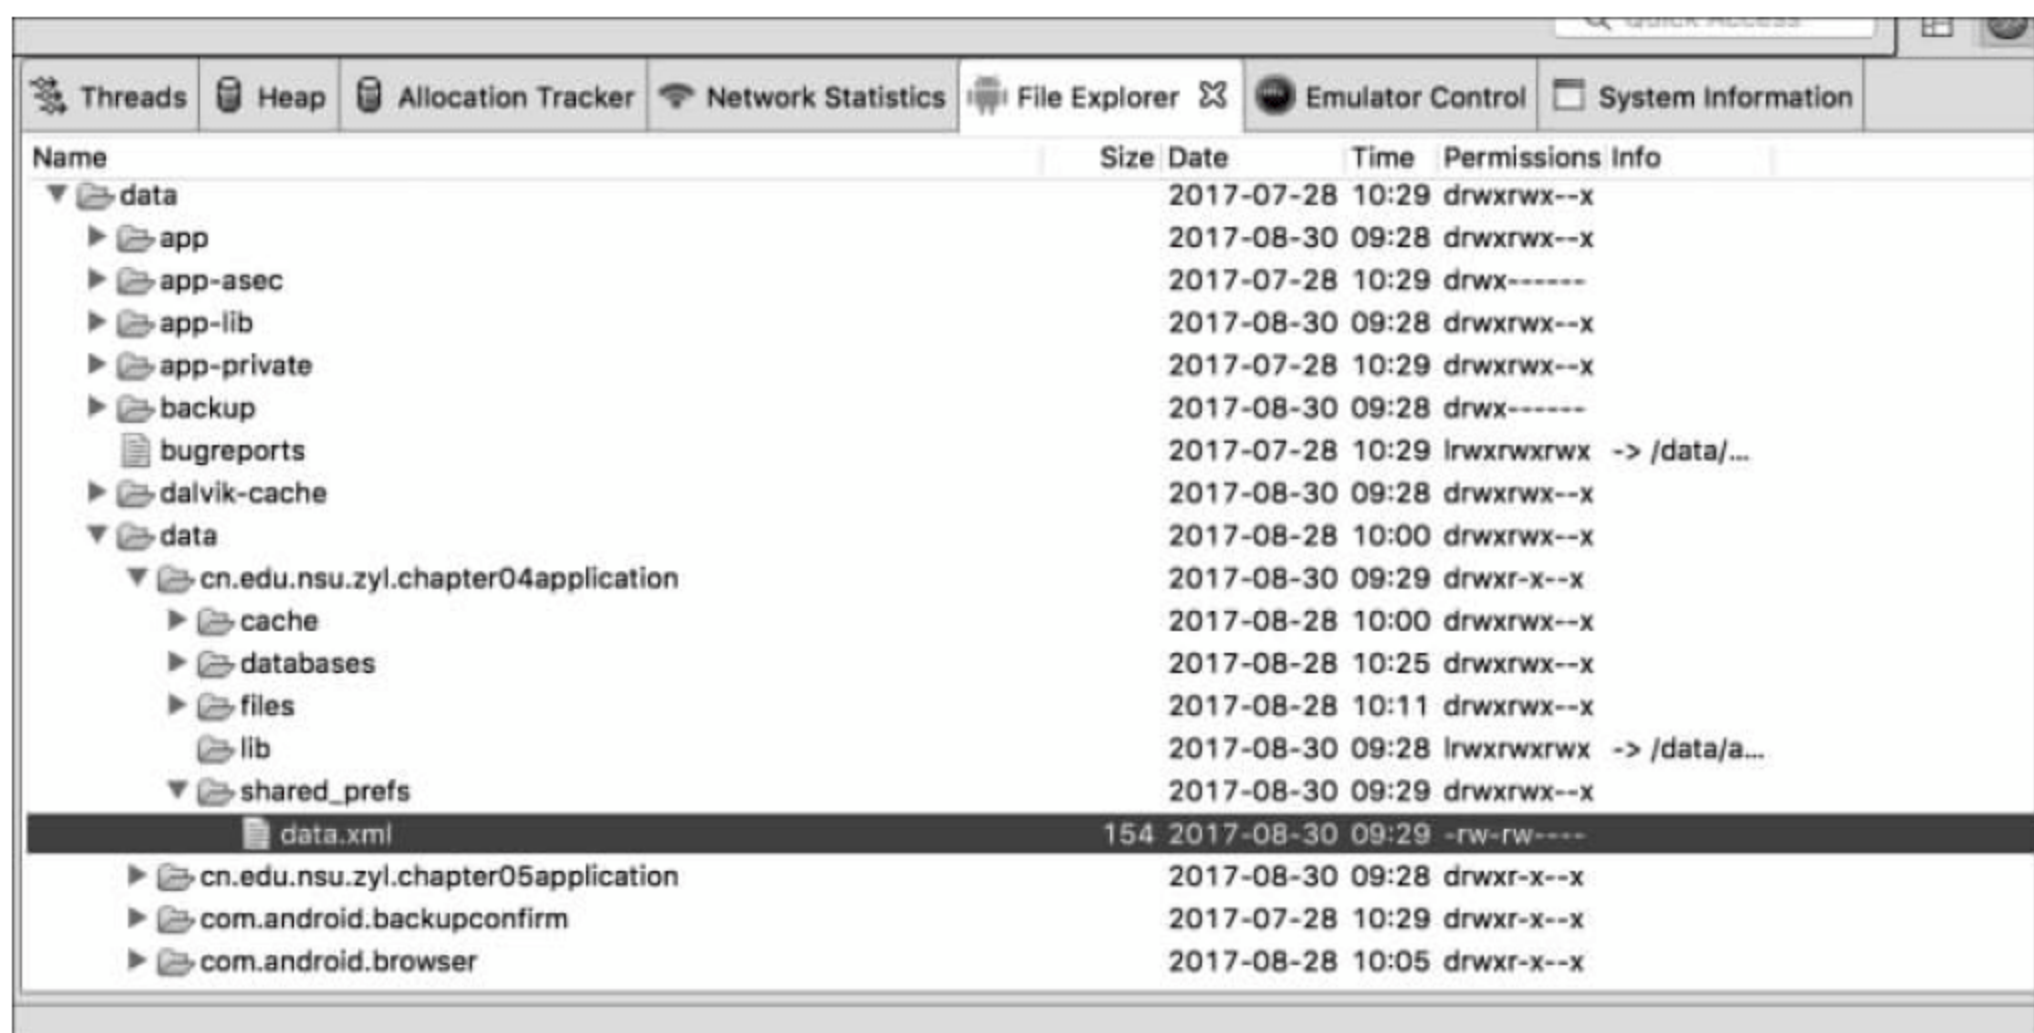 Quick Access
Threads Heap Allocation Tracker Network Statistics File Explorer Emulator Control System Information
Name Size Date Time Permissions Info
data 2017-07-28 10:29 drwxrwx--x
app 2017-08-30 09:28 drwxrwx--x
app-asec 2017-07-28 10:29 drwx------
app-lib 2017-08-30 09:28 drwxrwx--x
app-private 2017-07-28 10:29 drwxrwx--x
backup 2017-08-30 09:28 drwx------
bugreports 2017-07-28 10:29 lrwxrwxrwx -> /data/...
dalvik-cache 2017-08-30 09:28 drwxrwx--x
data 2017-08-28 10:00 drwxrwx--x
cn.edu.nsu.zyl.chapter04application 2017-08-30 09:29 drwxr-x--x
cache 2017-08-28 10:00 drwxrwx--x
databases 2017-08-28 10:25 drwxrwx--x
files 2017-08-28 10:11 drwxrwx--x
lib 2017-08-30 09:28 lrwxrwxrwx -> /data/a...
shared_prefs 2017-08-30 09:29 drwxrwx--x
data.xml 154 2017-08-30 09:29 -rw-rw----
cn.edu.nsu.zyl.chapter05application 2017-08-30 09:28 drwxr-x--x
com.android.backupconfirm 2017-07-28 10:29 drwxr-x--x
com.android.browser 2017-08-28 10:05 drwxr-x--x